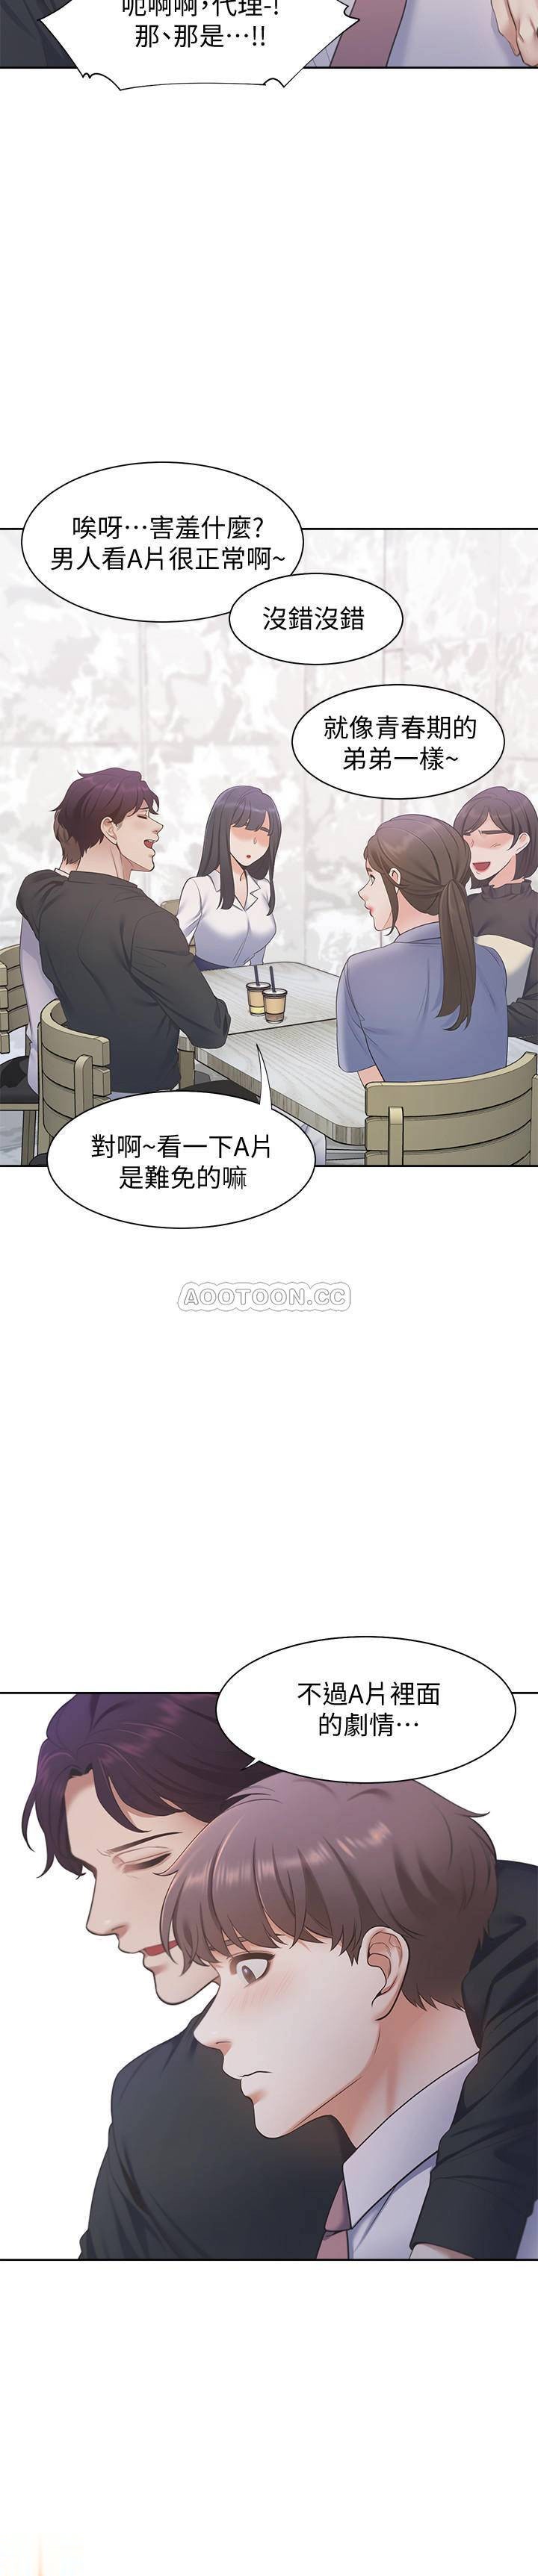 呃啊啊，代理-!
那、那是⋯!!
唉呀⋯害羞什麼?
男人看A片很正常啊~
沒錯沒錯
就像青春期的
弟弟一樣~
對啊~看一下A片
是難免的嘛
AOOTOON.CC
不過A片裡面
的劇情⋯